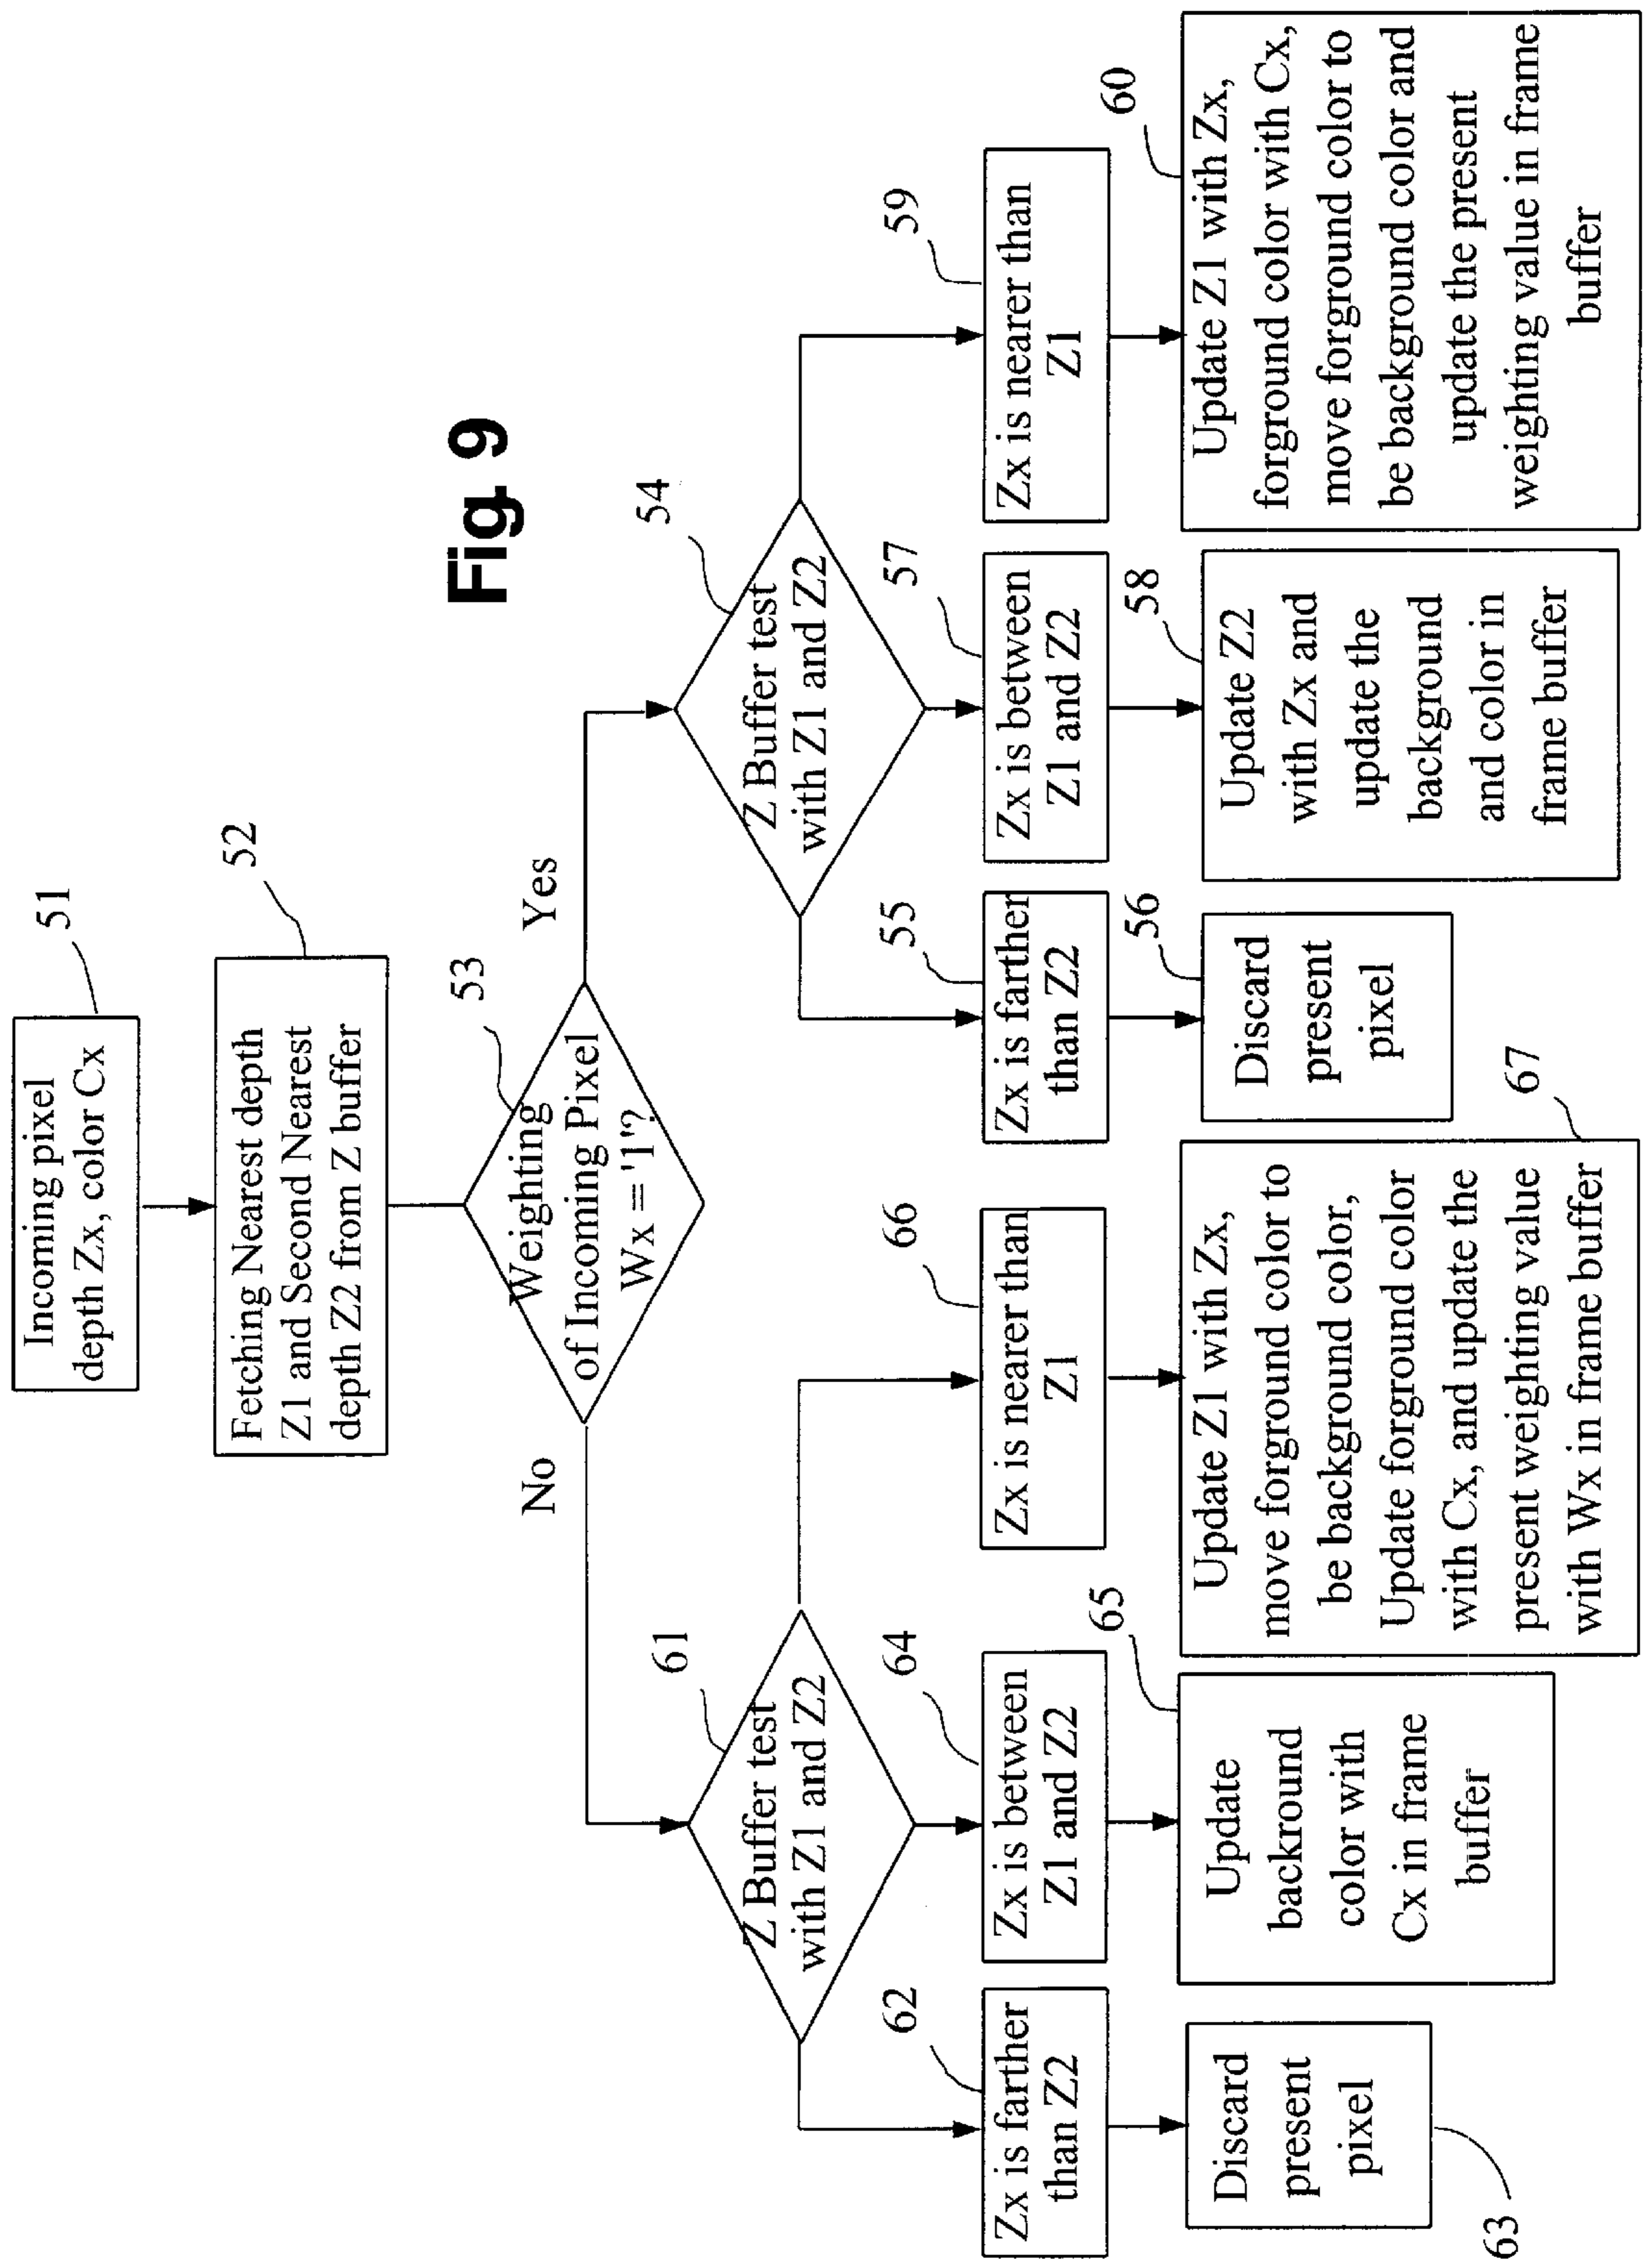 Fig. 9
51
Incoming pixel
depth Zx, color Cx
52
Fetching Nearest depth
Z1 and Second Nearest
depth Z2 from Z buffer
53
Weighting
of Incoming Pixel
Wx = '1'?
No
Yes
61
Z Buffer test
with Z1 and Z2
54
Z Buffer test
with Z1 and Z2
62
Zx is farther
than Z2
64
Zx is between
Z1 and Z2
66
Zx is nearer than
Z1
55
Zx is farther
than Z2
57
Zx is between
Z1 and Z2
59
Zx is nearer than
Z1
63
Discard
present
pixel
65
Update
backround
color with
Cx in frame
buffer
67
Update Z1 with Zx,
move forground color to
be background color,
Update forground color
with Cx, and update the
present weighting value
with Wx in frame buffer
56
Discard
present
pixel
58
Update Z2
with Zx and
update the
background
and color in
frame buffer
60
Update Z1 with Zx,
forground color with Cx,
move forground color to
be background color and
update the present
weighting value in frame
buffer